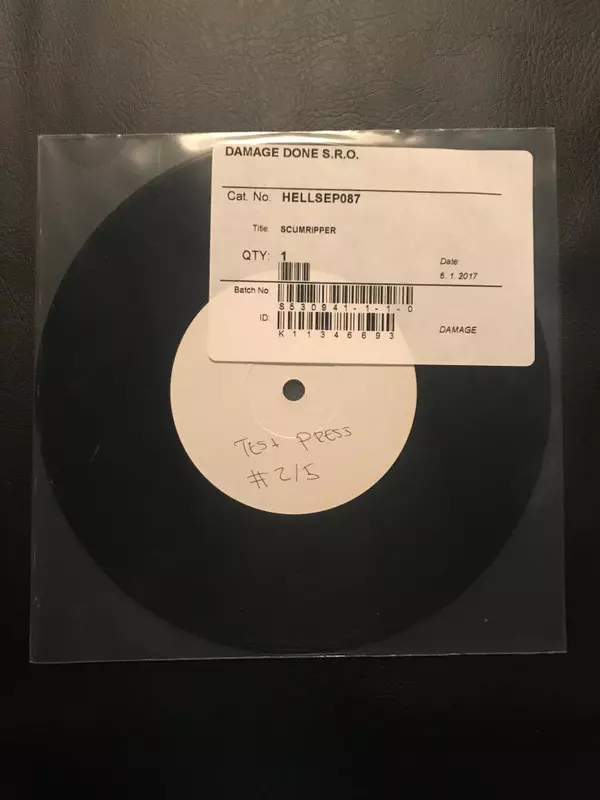 DAMAGE DONE S.R.O.
Cat. No: HELLSEP087
Title: SCUMRIPPER
QTY: 1
Date:
6. 1. 2017
Batch No
S530941-1-1-0
ID:
K11346893
DAMAGE
TEST PRESS
#2/5